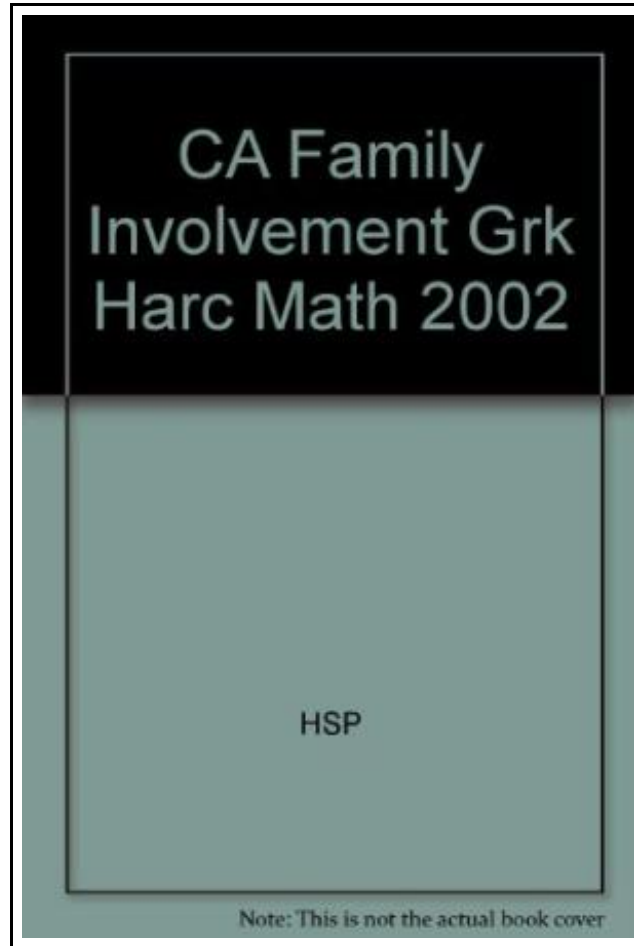 CA Family
Involvement Grk
Harc Math 2002
HSP
Note: This is not the actual book cover